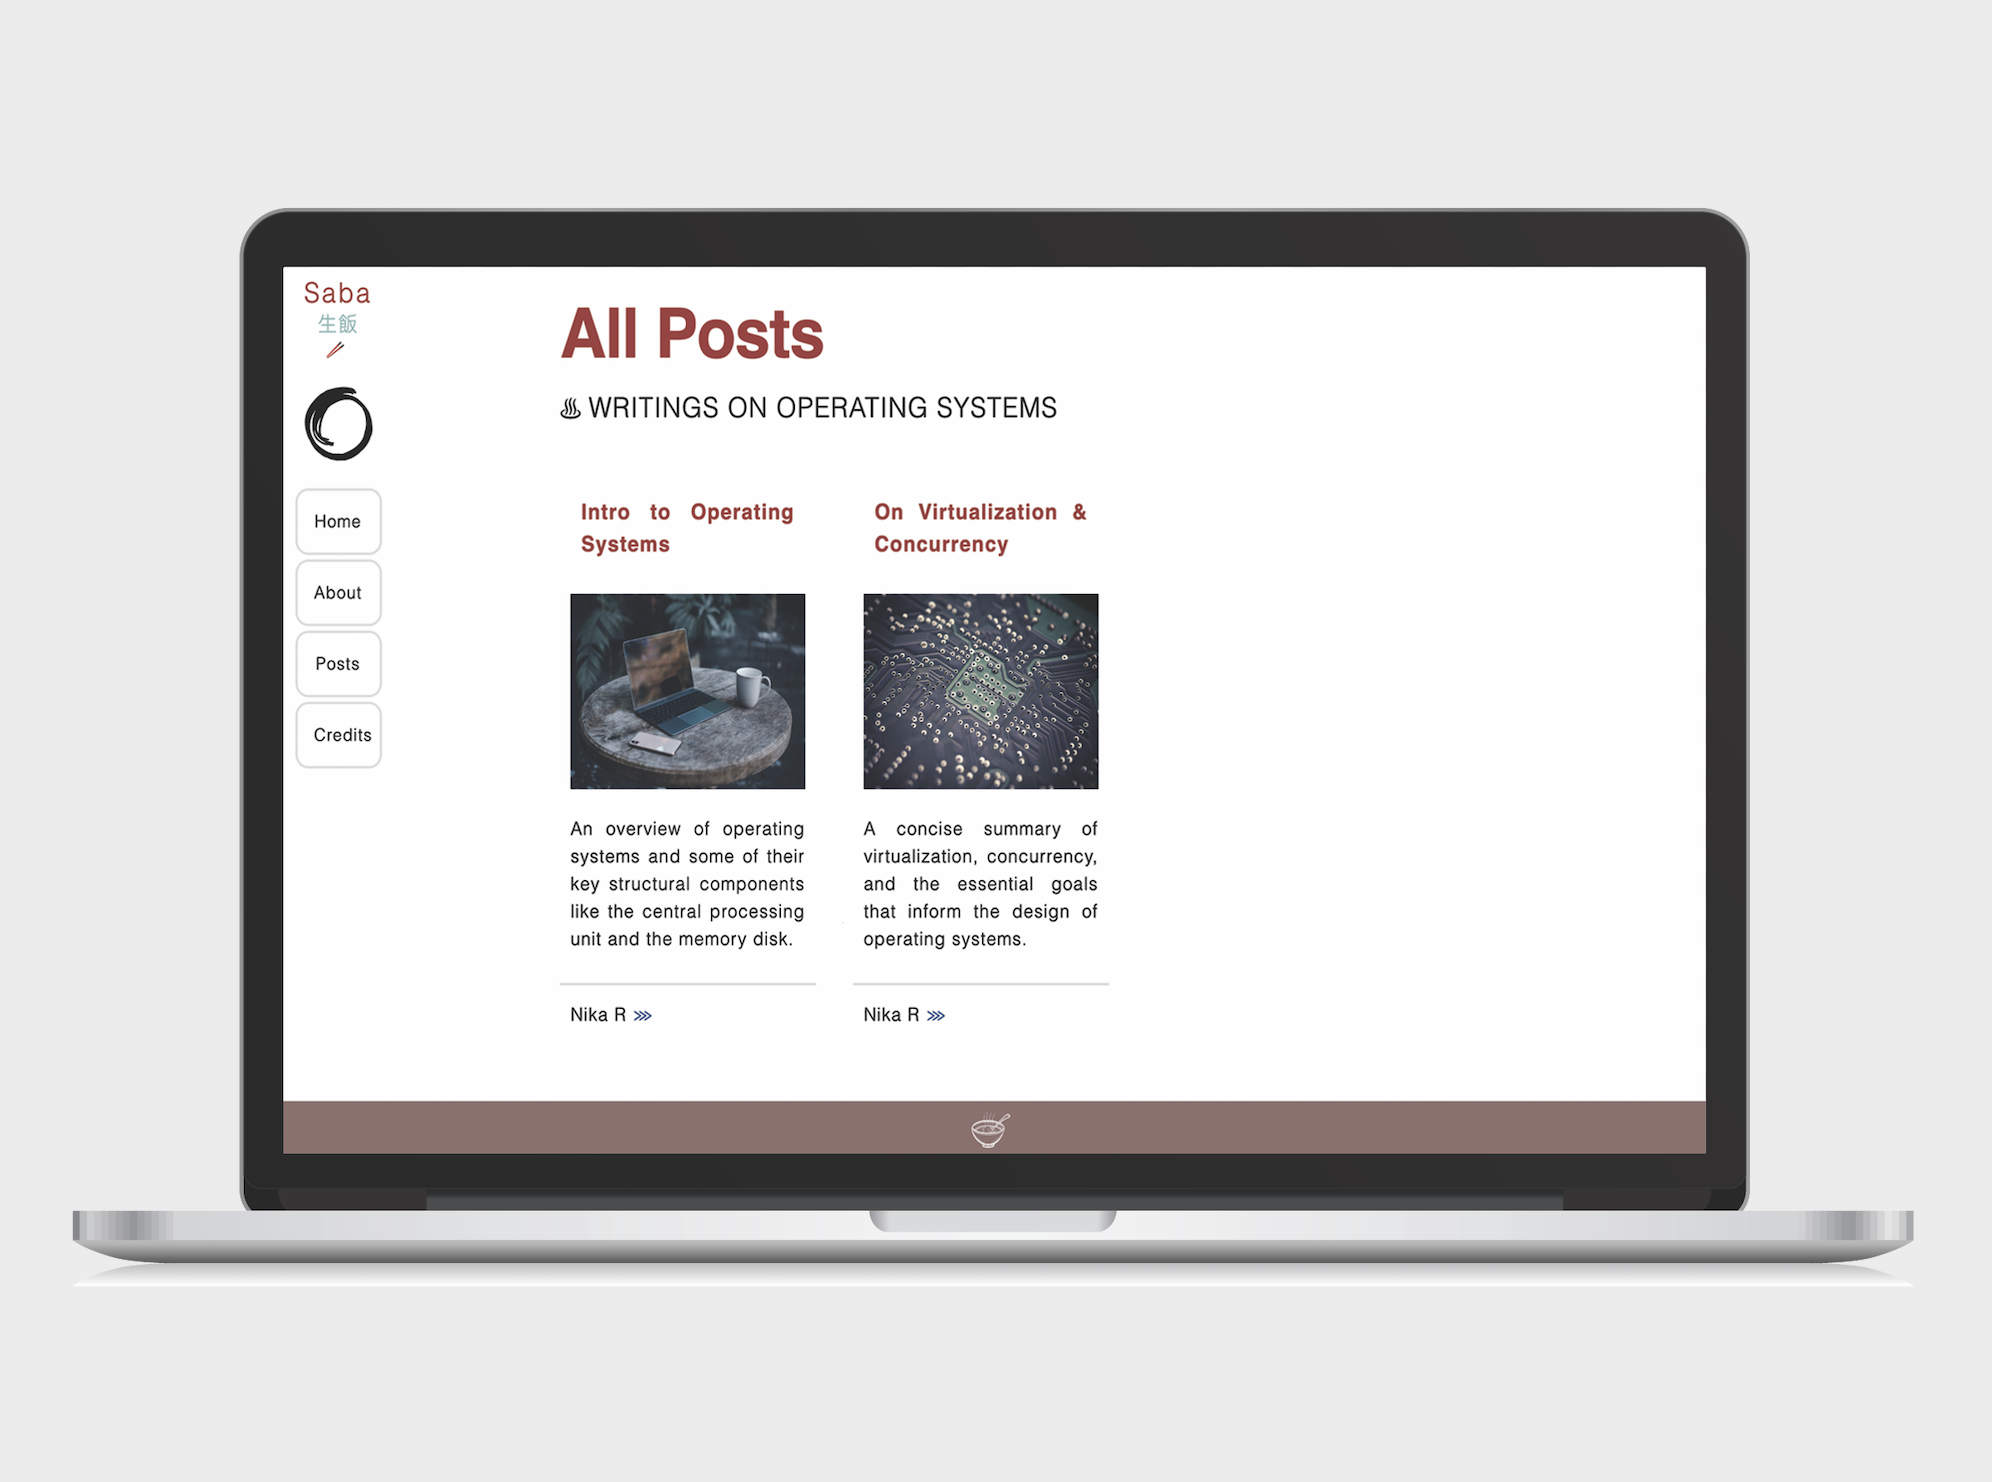 Saba
生飯
Home
About
Posts
Credits
All Posts
♨ WRITINGS ON OPERATING SYSTEMS
Intro to Operating
Systems
An overview of operating
systems and some of their
key structural components
like the central processing
unit and the memory disk.
Nika R ⋙
On Virtualization &
Concurrency
A concise summary of
virtualization, concurrency,
and the essential goals
that inform the design of
operating systems.
Nika R ⋙